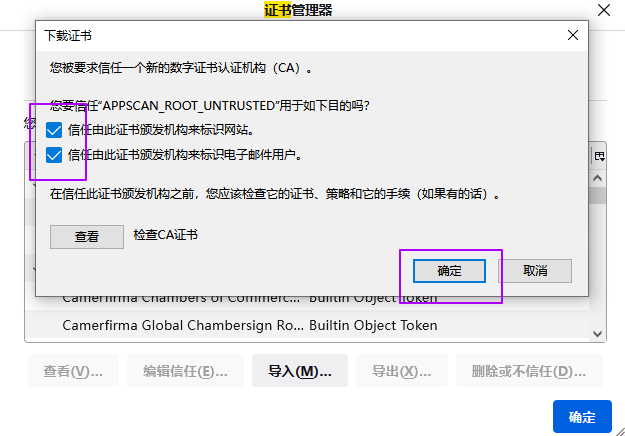 证书管理器
下载证书
您被要求信任一个新的数字证书认证机构（CA）。
您要信任“APPSCAN_ROOT_UNTRUSTED”用于如下目的吗？
信任由此证书颁发机构来标识网站。
您
信任由此证书颁发机构来标识电子邮件用户。
在信任此证书颁发机构之前，您应该检查它的证书、策略和它的手续（如果有的话）。
查看 检查CA证书
确定 取消
Camerfirma Chambers of Commerc... Builtin Object Token
Camerfirma Global Chambersign Ro... Builtin Object Token
查看(V)... 编辑信任(E)... 导入(M)... 导出(X)... 删除或不信任(D)...
确定